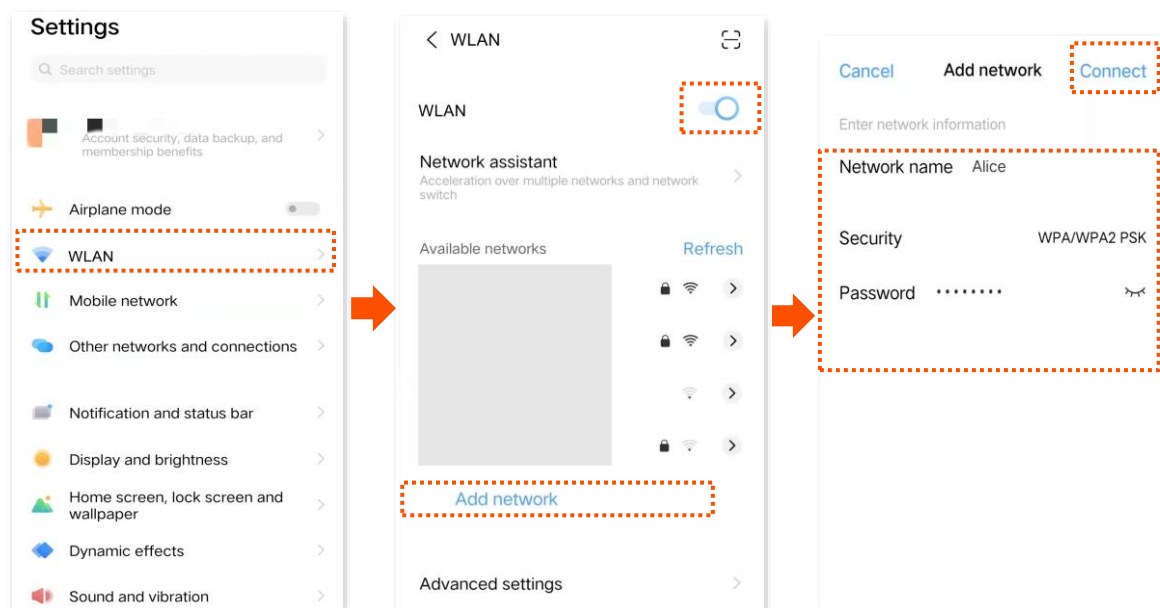 Settings
Search settings
Account security, data backup, and
membership benefits
Airplane mode
WLAN
Mobile network
Other networks and connections
Notification and status bar
Display and brightness
Home screen, lock screen and
wallpaper
Dynamic effects
Sound and vibration
WLAN
WLAN
Network assistant
Acceleration over multiple networks and network
switch
Available networks Refresh
Add network
Advanced settings
Cancel Add network Connect
Enter network information
Network name Alice
Security WPA/WPA2 PSK
Password ········